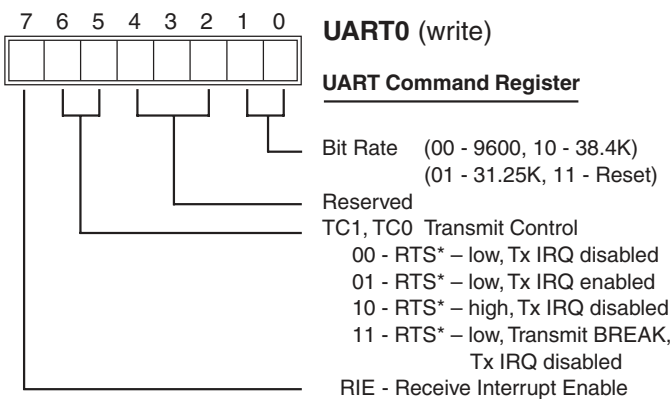 7 6 5 4 3 2 1 0
UART0 (write)
UART Command Register
Bit Rate (00 - 9600, 10 - 38.4K)
(01 - 31.25K, 11 - Reset)
Reserved
TC1, TC0 Transmit Control
00 - RTS* – low, Tx IRQ disabled
01 - RTS* – low, Tx IRQ enabled
10 - RTS* – high, Tx IRQ disabled
11 - RTS* – low, Transmit BREAK,
Tx IRQ disabled
RIE - Receive Interrupt Enable